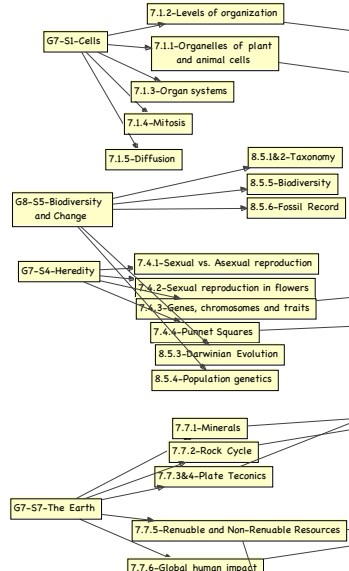 7.1.2-Levels of organization
G7-S1-Cells
7.1.1-Organelles of plant
and animal cells
7.1.3-Organ systems
7.1.4-Mitosis
7.1.5-Diffusion
8.5.1&2-Taxonomy
8.5.5-Biodiversity
G8-S5-Biodiversity
and Change
8.5.6-Fossil Record
7.4.1-Sexual vs. Asexual reproduction
G7-S4-Heredity
7.4.2-Sexual reproduction in flowers
7.4.3-Genes, chromosomes and traits
7.4.4-Punnet Squares
8.5.3-Darwinian Evolution
8.5.4-Population genetics
7.7.1-Minerals
7.7.2-Rock Cycle
7.7.3&4-Plate Teconics
G7-S7-The Earth
7.7.5-Renuable and Non-Renuable Resources
7.7.6-Global human impact